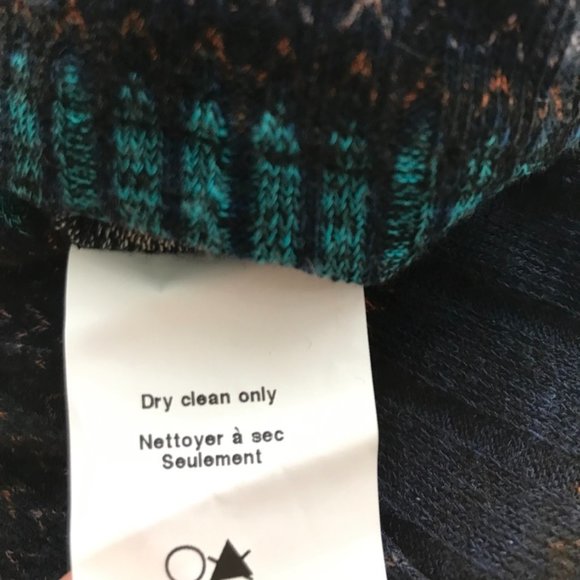 Dry clean only
Nettoyer à sec
Seulement